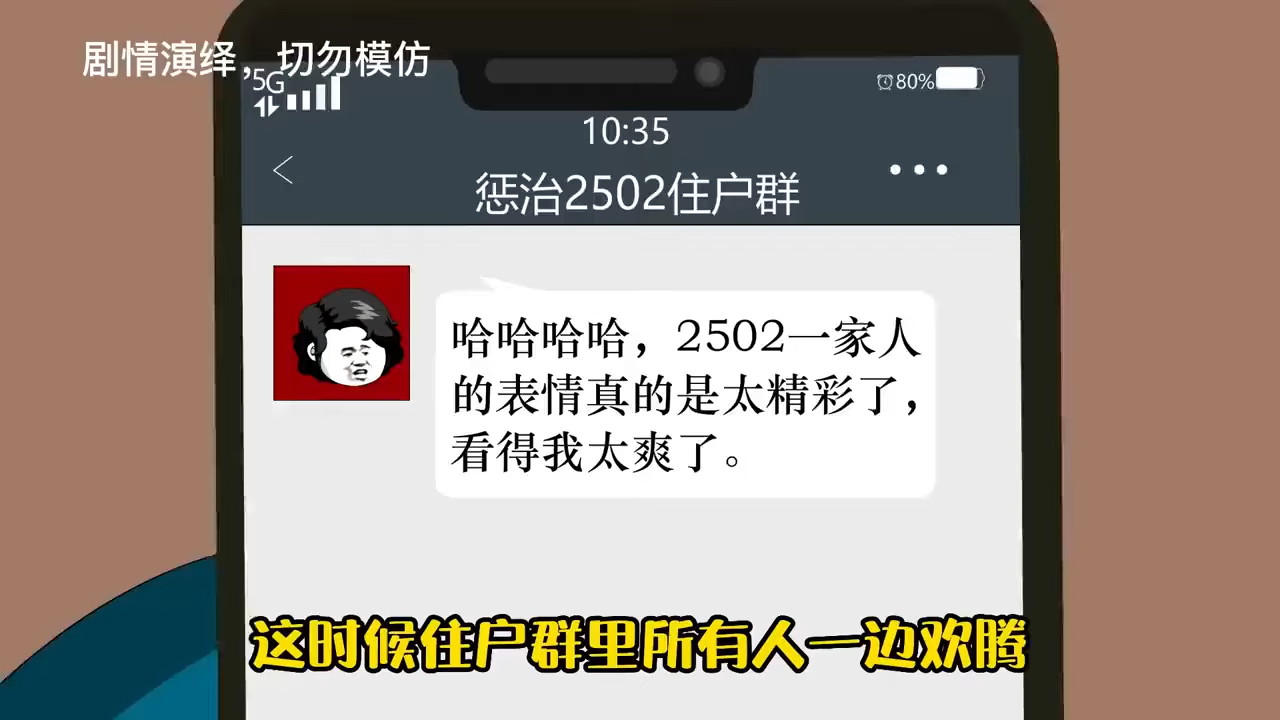 剧情演绎，切勿模仿
5G
80%
10:35
惩治2502住户群
哈哈哈哈，2502一家人
的表情真的是太精彩了，
看得我太爽了。
这时候住户群里所有人一边欢腾